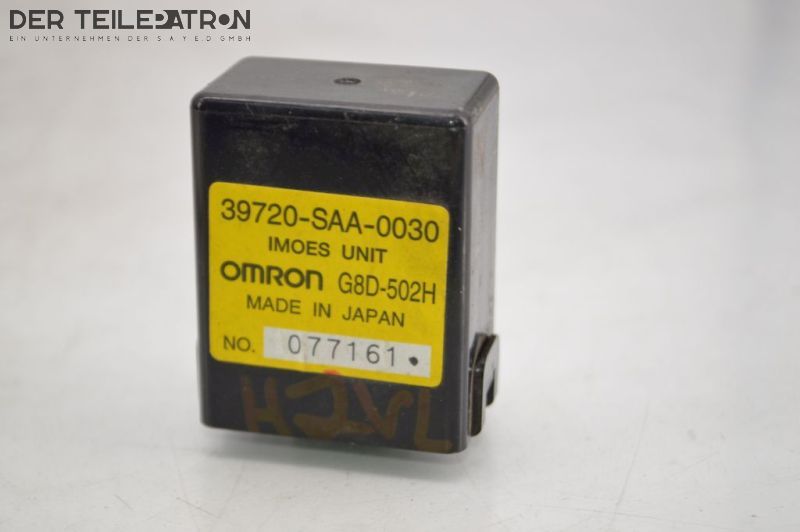 DER TEILEPATRON
EIN UNTERNEHMEN DER S A Y E.D GMBH
39720-SAA-0030
IMOES UNIT
OMRON G8D-502H
MADE IN JAPAN
NO. 077161.